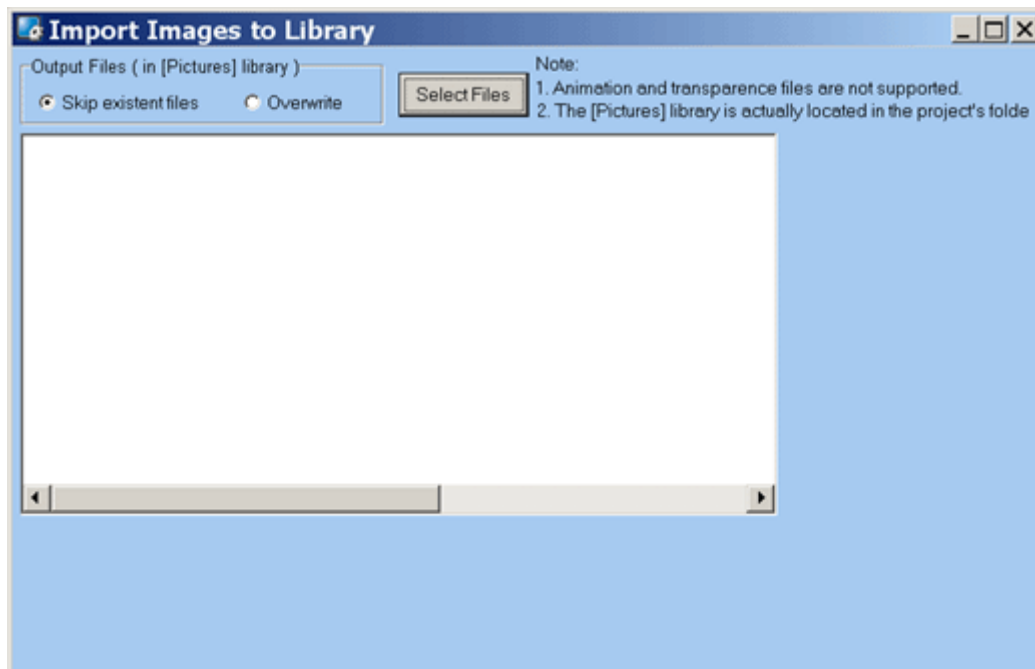 Import Images to Library
Output Files ( in [Pictures] library )
Skip existent files
Overwrite
Select Files
Note:
1. Animation and transparence files are not supported.
2. The [Pictures] library is actually located in the project's folde